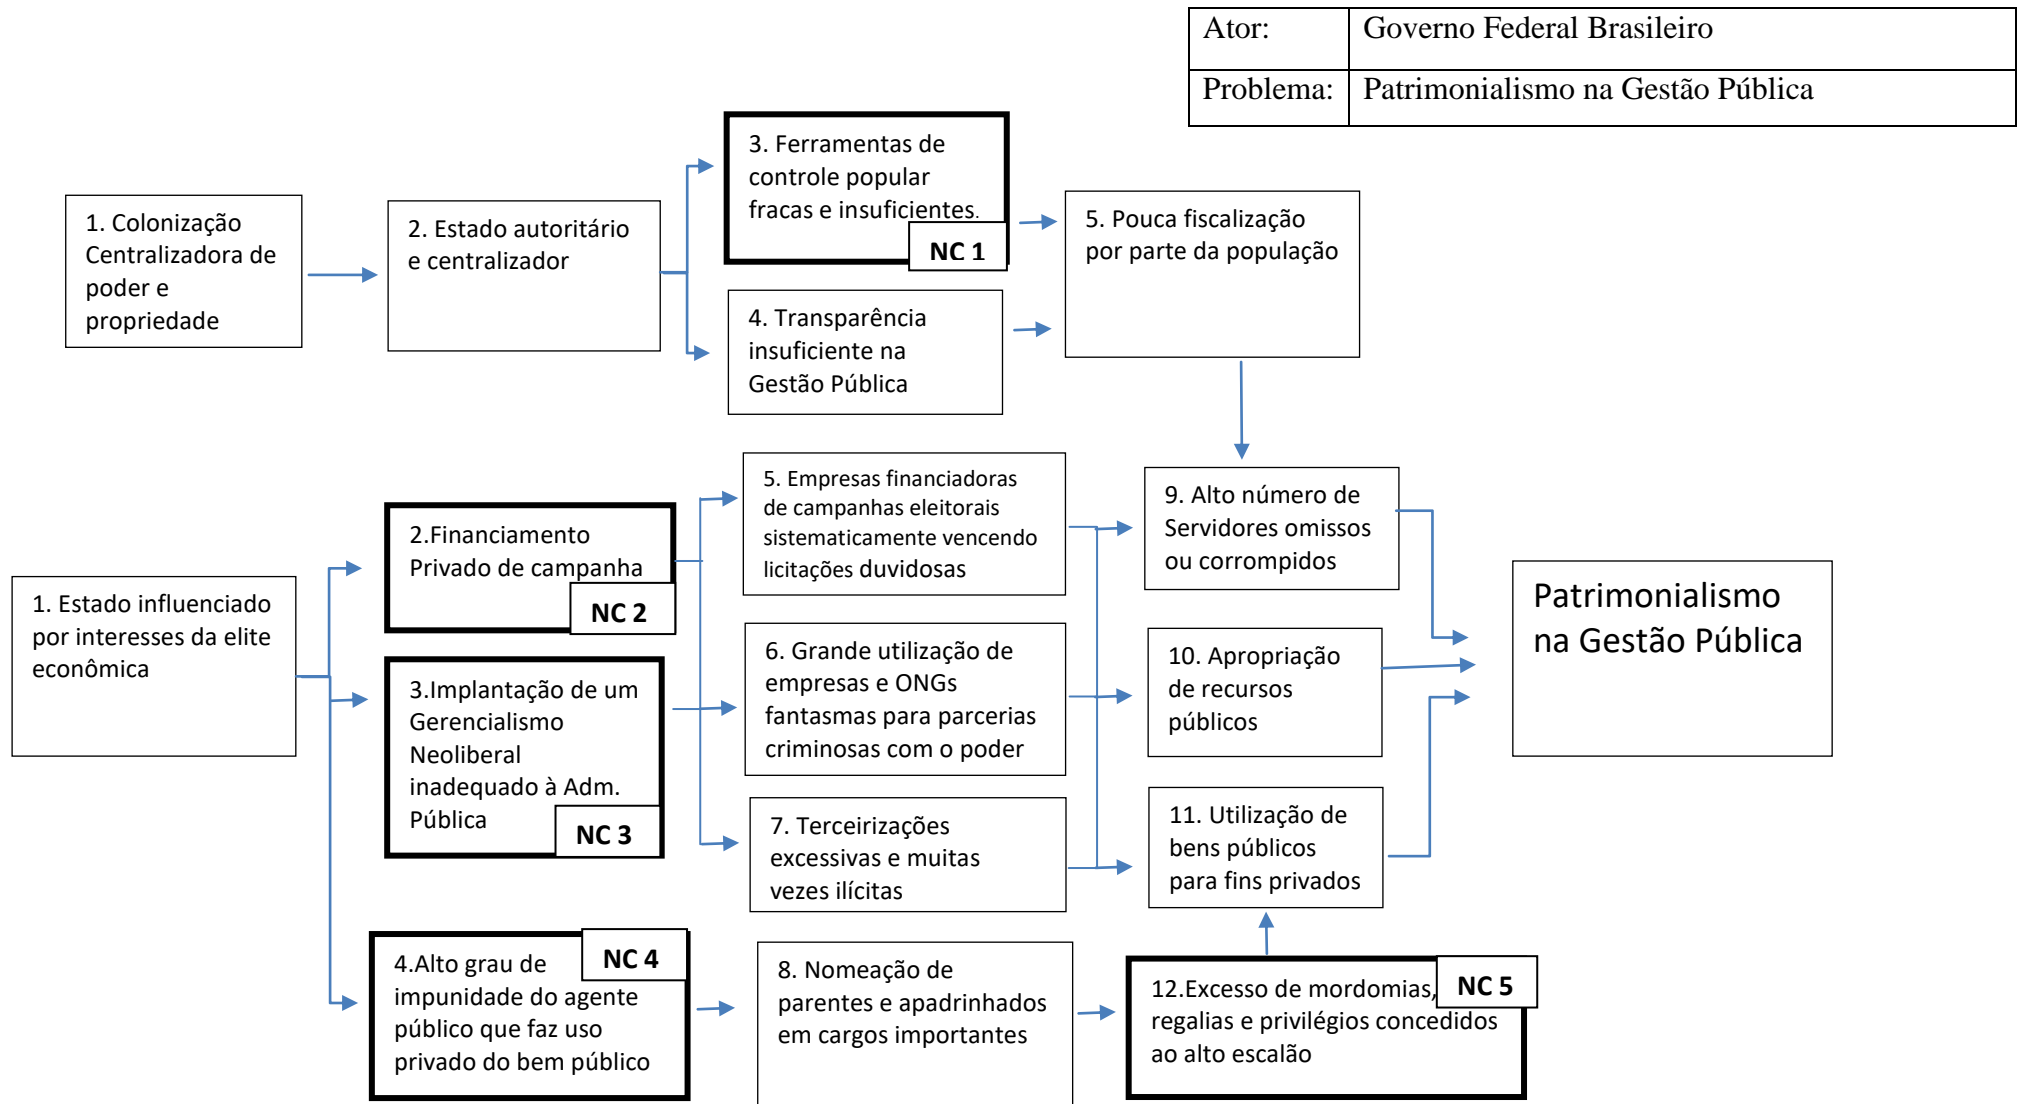 Ator: Governo Federal Brasileiro
Problema: Patrimonialismo na Gestão Pública
1. Colonização
Centralizadora de
poder e
propriedade
2. Estado autoritário
e centralizador
3. Ferramentas de
controle popular
fracas e insuficientes.
NC 1
4. Transparência
insuficiente na
Gestão Pública
5. Pouca fiscalização
por parte da população
1. Estado influenciado
por interesses da elite
econômica
2.Financiamento
Privado de campanha
NC 2
3.Implantação de um
Gerencialismo
Neoliberal
inadequado à Adm.
Pública
NC 3
4.Alto grau de
impunidade do agente
público que faz uso
privado do bem público
NC 4
5. Empresas financiadoras
de campanhas eleitorais
sistematicamente vencendo
licitações duvidosas
6. Grande utilização de
empresas e ONGs
fantasmas para parcerias
criminosas com o poder
7. Terceirizações
excessivas e muitas
vezes ilícitas
8. Nomeação de
parentes e apadrinhados
em cargos importantes
9. Alto número de
Servidores omissos
ou corrompidos
10. Apropriação
de recursos
públicos
11. Utilização de
bens públicos
para fins privados
12.Excesso de mordomias,
regalias e privilégios concedidos
ao alto escalão
NC 5
Patrimonialismo
na Gestão Pública